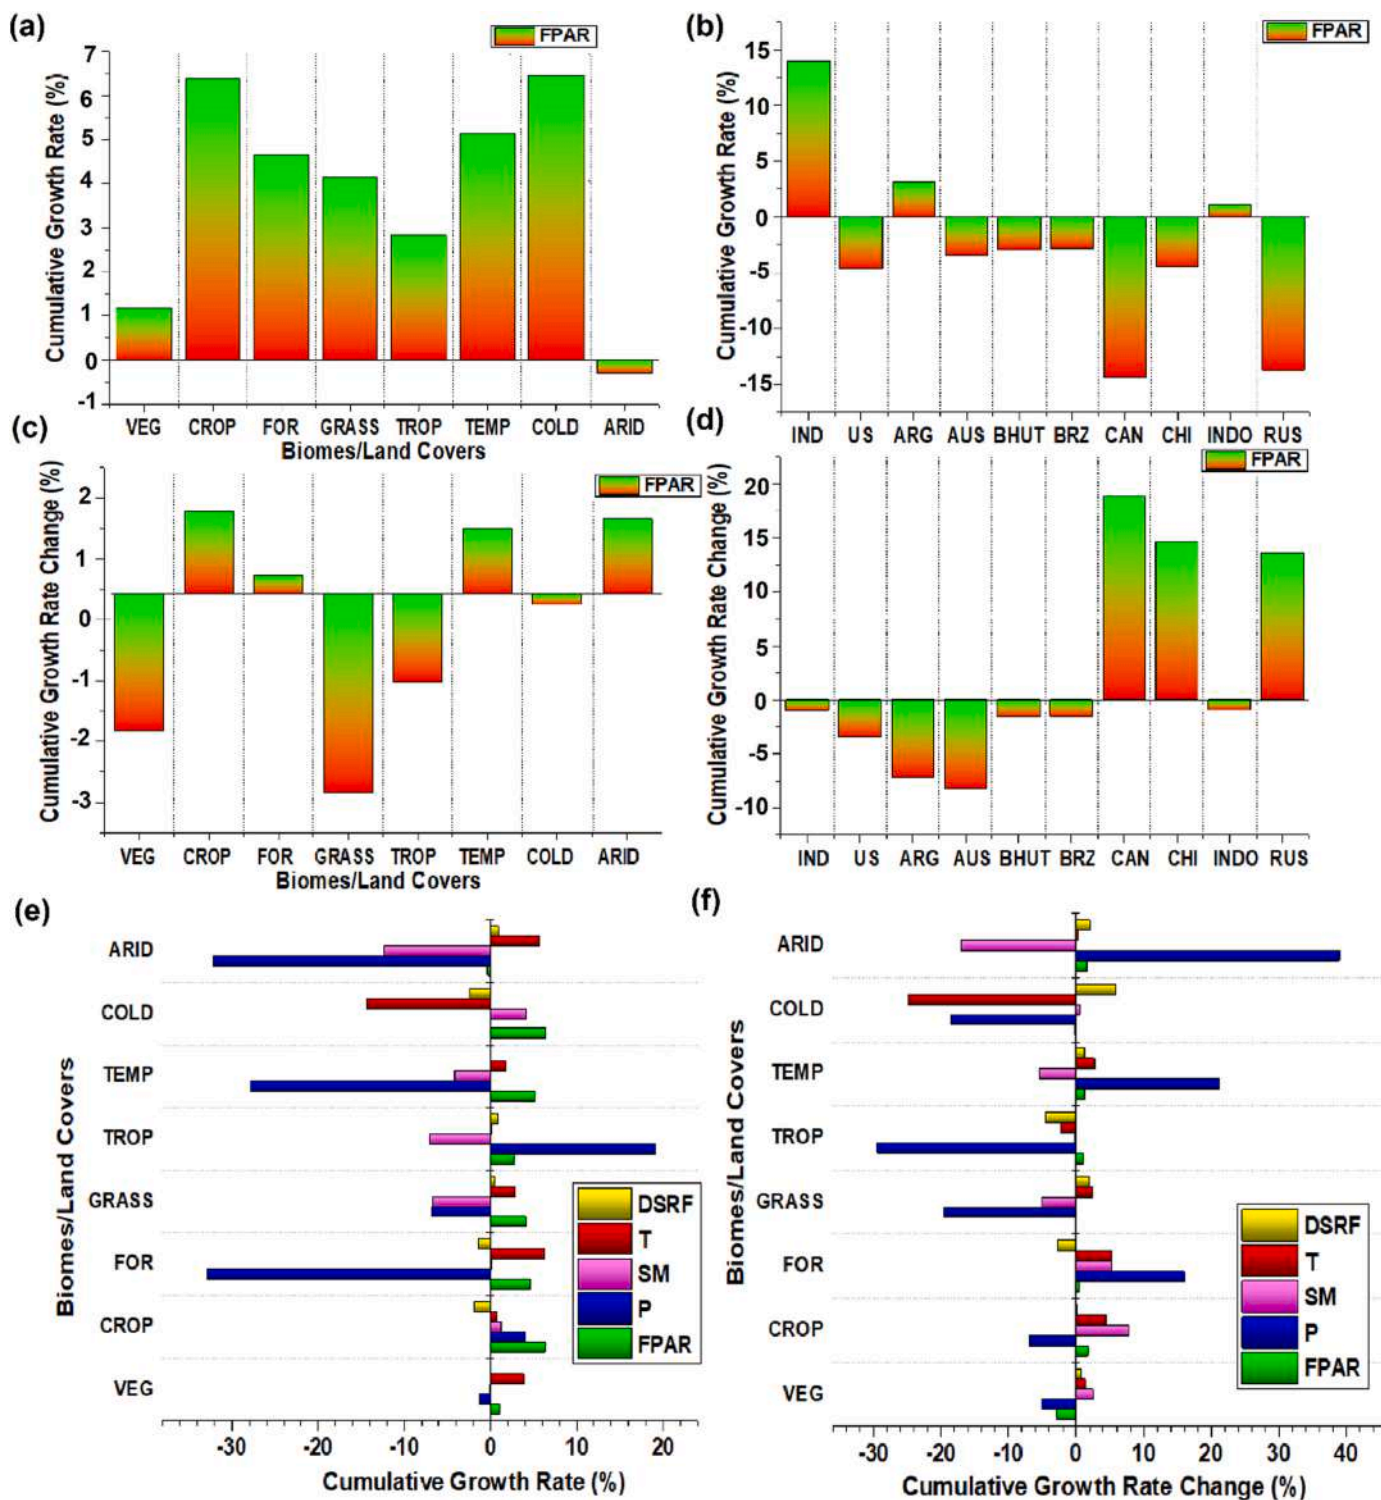 (a)
FPAR
Cumulative Growth Rate (%)
7
6
5
4
3
2
1
0
-1
VEG CROP FOR GRASS TROP TEMP COLD ARID
Biomes/Land Covers
(b)
FPAR
Cumulative Growth Rate (%)
15
10
5
0
-5
-10
-15
IND US ARG AUS BHUT BRZ CAN CHI INDO RUS
(c)
FPAR
Cumulative Growth Rate Change (%)
2
1
0
-1
-2
-3
VEG CROP FOR GRASS TROP TEMP COLD ARID
Biomes/Land Covers
(d)
FPAR
Cumulative Growth Rate Change (%)
20
15
10
5
0
-5
-10
IND US ARG AUS BHUT BRZ CAN CHI INDO RUS
(e)
Biomes/Land Covers
ARID
COLD
TEMP
TROP
GRASS
FOR
CROP
VEG
DSRF
T
SM
P
FPAR
-30 -20 -10 0 10 20
Cumulative Growth Rate (%)
(f)
Biomes/Land Covers
ARID
COLD
TEMP
TROP
GRASS
FOR
CROP
VEG
DSRF
T
SM
P
FPAR
-30 -20 -10 0 10 20 30 40
Cumulative Growth Rate Change (%)